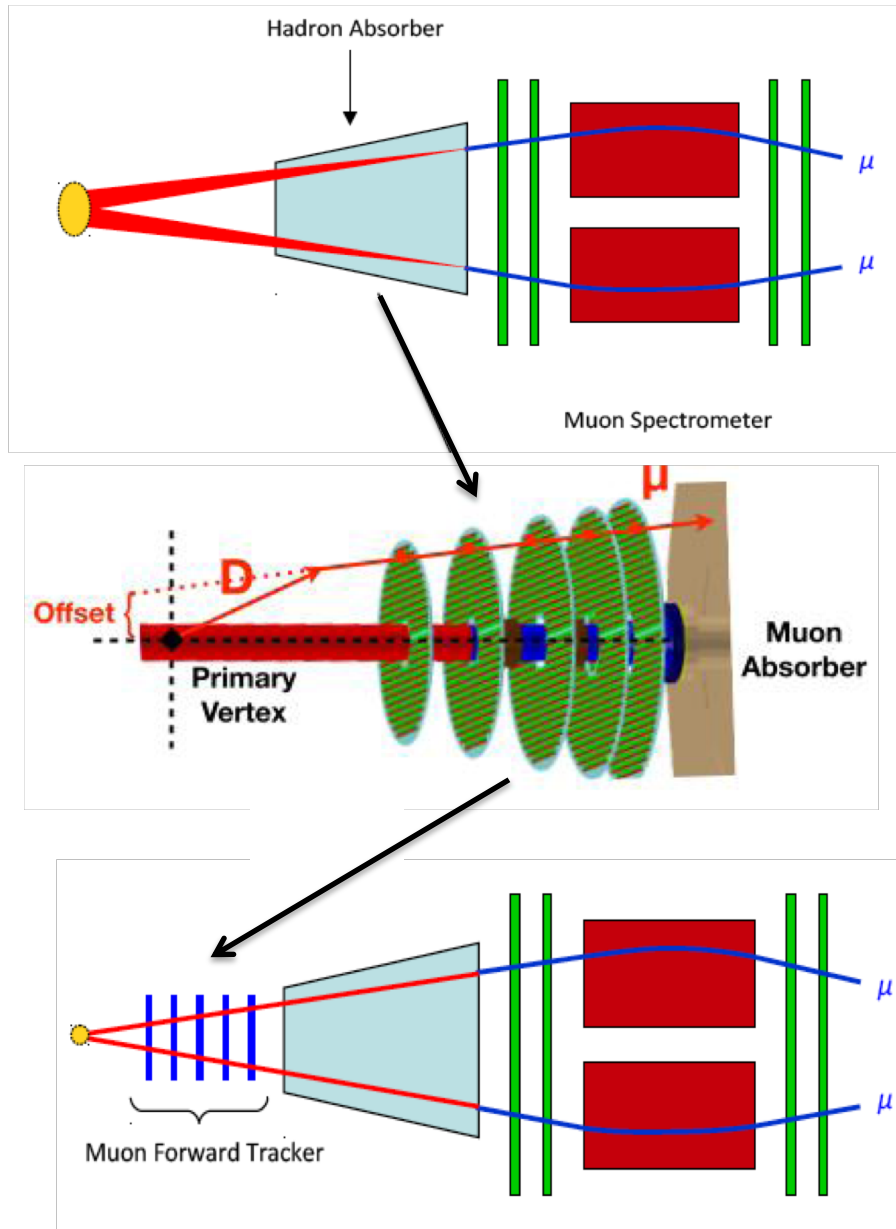 Hadron Absorber
μ
μ
Muon Spectrometer
μ
D
Offset
Primary
Vertex
Muon
Absorber
μ
μ
Muon Forward Tracker